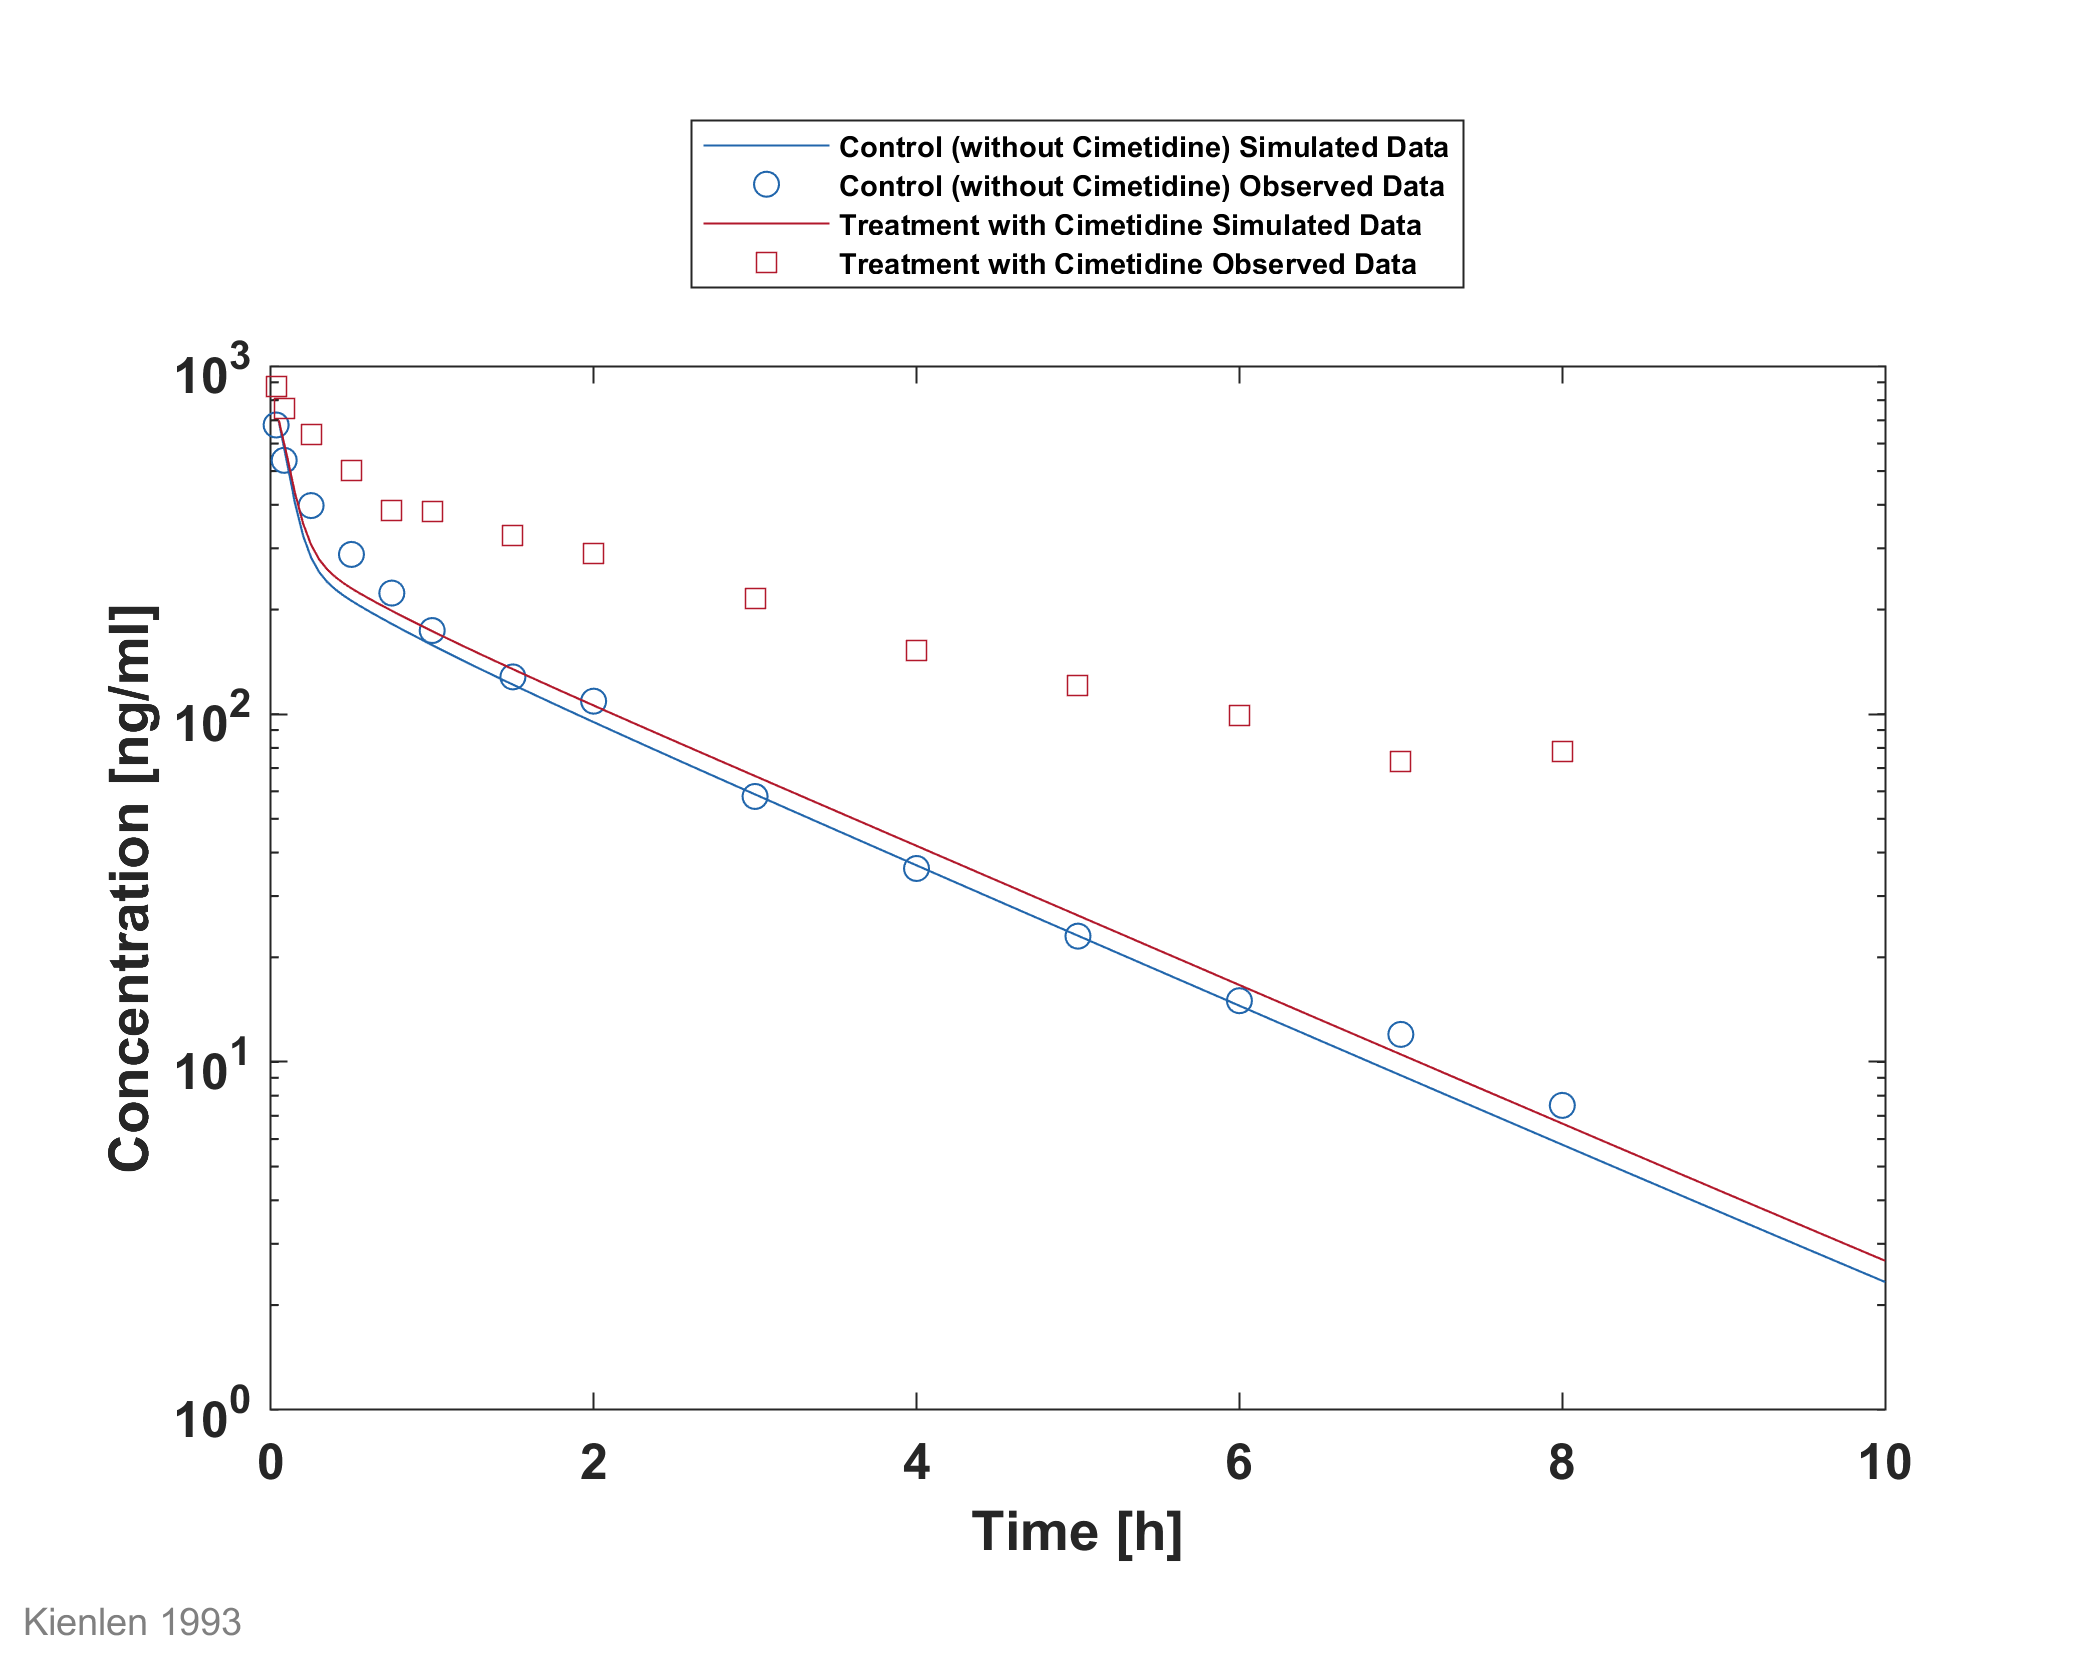 Control (without Cimetidine) Simulated Data
Control (without Cimetidine) Observed Data
Treatment with Cimetidine Simulated Data
Treatment with Cimetidine Observed Data
10^3
10^2
10^1
10^0
Concentration [ng/ml]
0 2 4 6 8 10
Time [h]
Kienlen 1993